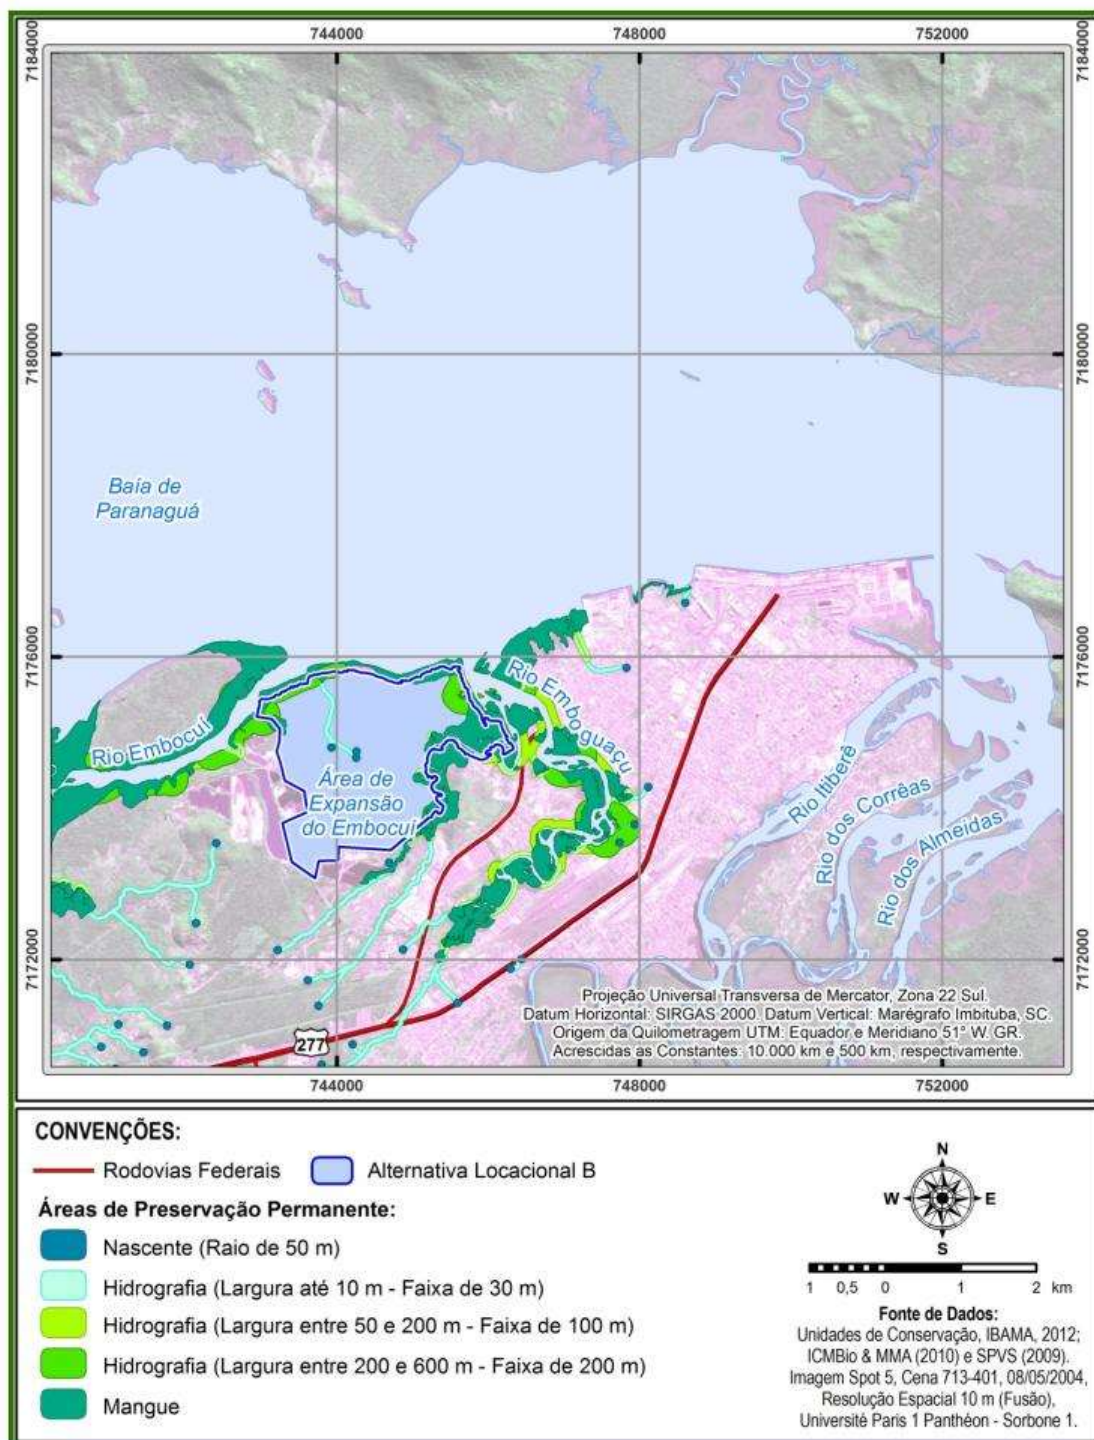 744000
748000
752000
7184000
7184000
7180000
7180000
Baía de
Paranaguá
7176000
7176000
Rio Embocuí
Rio Emboguaçu
Área de
Expansão
do Embocuí
Rio Itiberê
Rio dos Corrêas
Rio dos Almeidas
7172000
7172000
277
Projeção Universal Transversa de Mercator, Zona 22 Sul.
Datum Horizontal: SIRGAS 2000. Datum Vertical: Marégrafo Imbituba, SC.
Origem da Quilometragem UTM: Equador e Meridiano 51° W. GR.
Acrescidas as Constantes: 10.000 km e 500 km, respectivamente.
744000
748000
752000
CONVENÇÕES:
Rodovias Federais
Alternativa Locacional B
Áreas de Preservação Permanente:
Nascente (Raio de 50 m)
Hidrografia (Largura até 10 m - Faixa de 30 m)
Hidrografia (Largura entre 50 e 200 m - Faixa de 100 m)
Hidrografia (Largura entre 200 e 600 m - Faixa de 200 m)
Mangue
N
W
E
S
1 0,5 0 1 2 km
Fonte de Dados:
Unidades de Conservação, IBAMA, 2012;
ICMBio & MMA (2010) e SPVS (2009).
Imagem Spot 5, Cena 713-401, 08/05/2004,
Resolução Espacial 10 m (Fusão),
Université Paris 1 Panthéon - Sorbone 1.